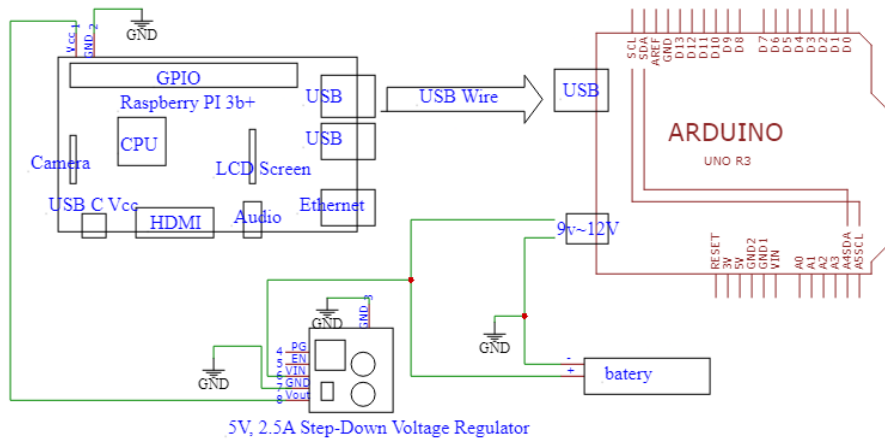 Vcc 1
GND 2
GND
GPIO
Raspberry PI 3b+
CPU
Camera
LCD Screen
USB C Vcc
HDMI
Audio
USB
USB
Ethernet
USB Wire
USB
SCL
SDA
AREF
GND
D13
D12
D11
D10
D9
D8
D7
D6
D5
D4
D3
D2
D1
D0
ARDUINO
UNO R3
9v~12V
RESET
3V
5V
GND2
GND1
VIN
A0
A1
A2
A3
A4SDA
A5SCL
GND
GND 3
GND
4 PG
5 EN
6 VIN
7 GND
8 Vout
GND
-
+
batery
5V, 2.5A Step-Down Voltage Regulator